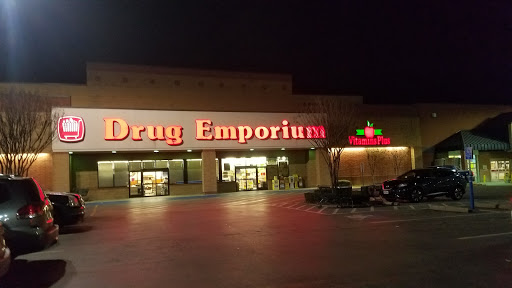 Drug Emporium
Vitamins Plus